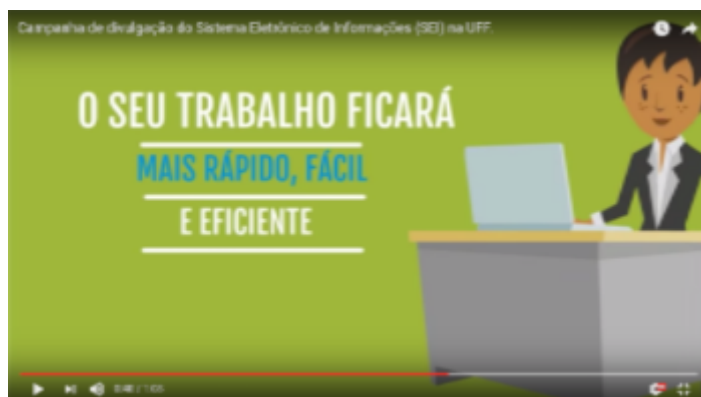 Campanha de divulgação do Sistema Eletrônico de Informações (SEI) na UFF.
O SEU TRABALHO FICARÁ
MAIS RÁPIDO, FÁCIL
E EFICIENTE